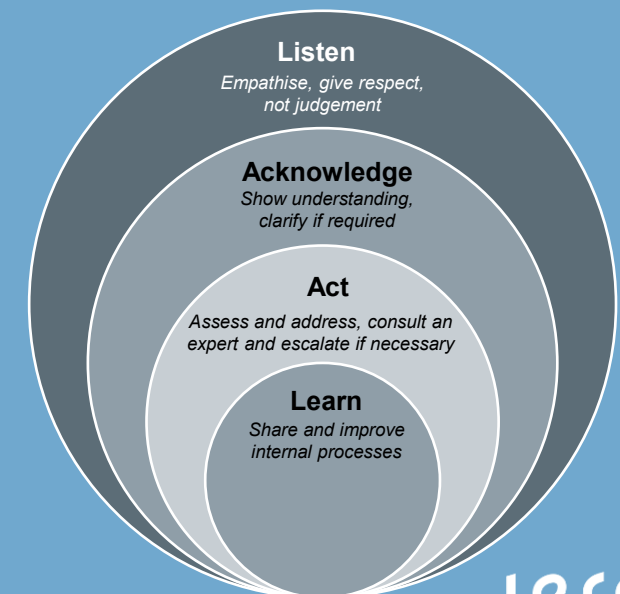 Listen
Empathise, give respect,
not judgement
Acknowledge
Show understanding,
clarify if required
Act
Assess and address, consult an
expert and escalate if necessary
Learn
Share and improve
internal processes